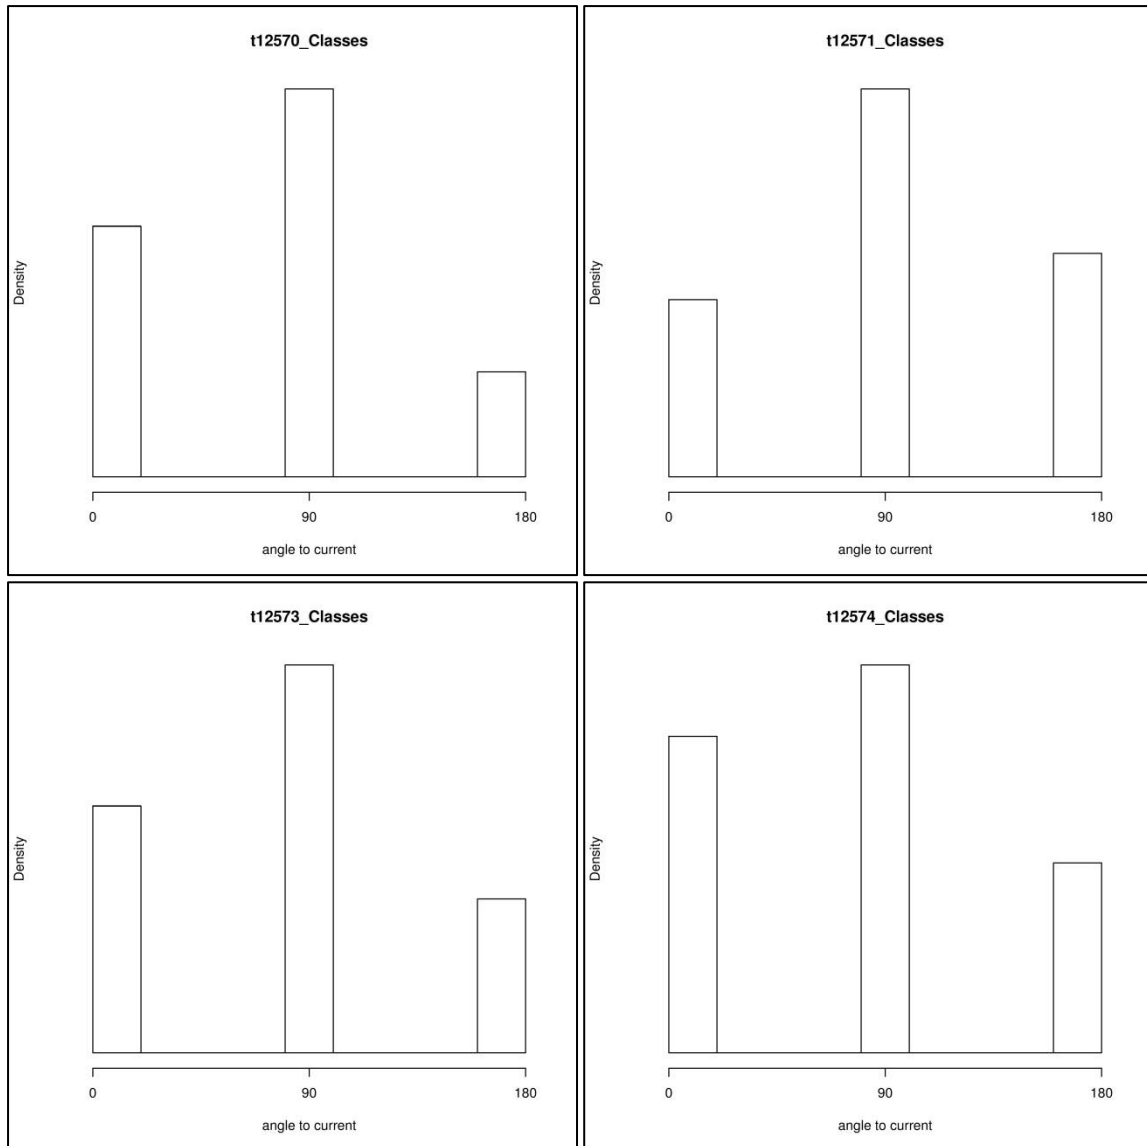 t12570_Classes
Density
0 90 180
angle to current
t12571_Classes
Density
0 90 180
angle to current
t12573_Classes
Density
0 90 180
angle to current
t12574_Classes
Density
0 90 180
angle to current